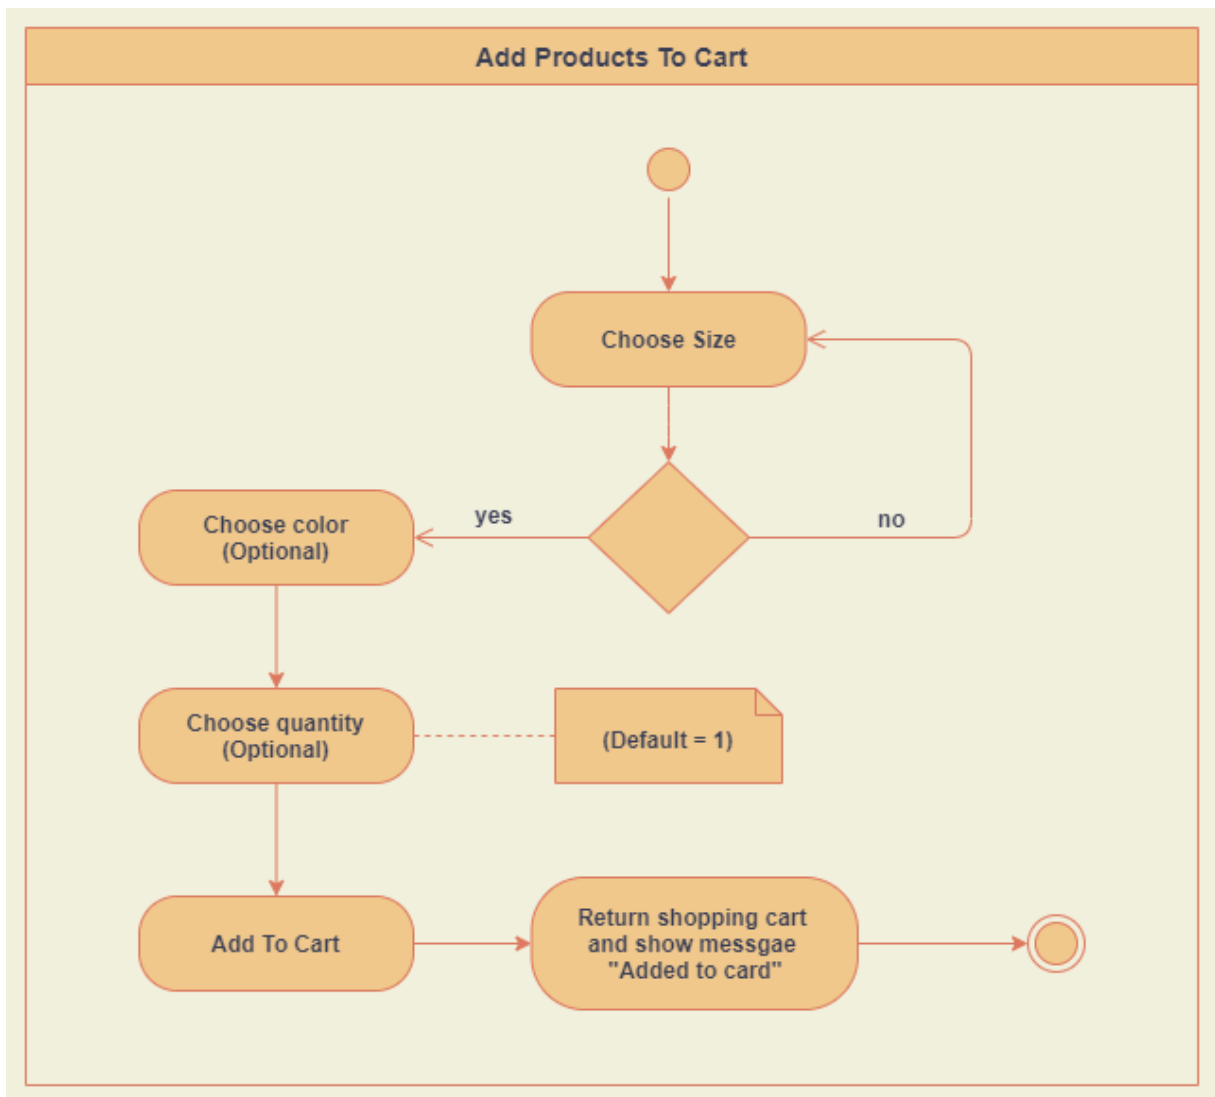 Add Products To Cart
Choose Size
yes
no
Choose color
(Optional)
Choose quantity
(Optional)
(Default = 1)
Add To Cart
Return shopping cart
and show messgae
"Added to card"